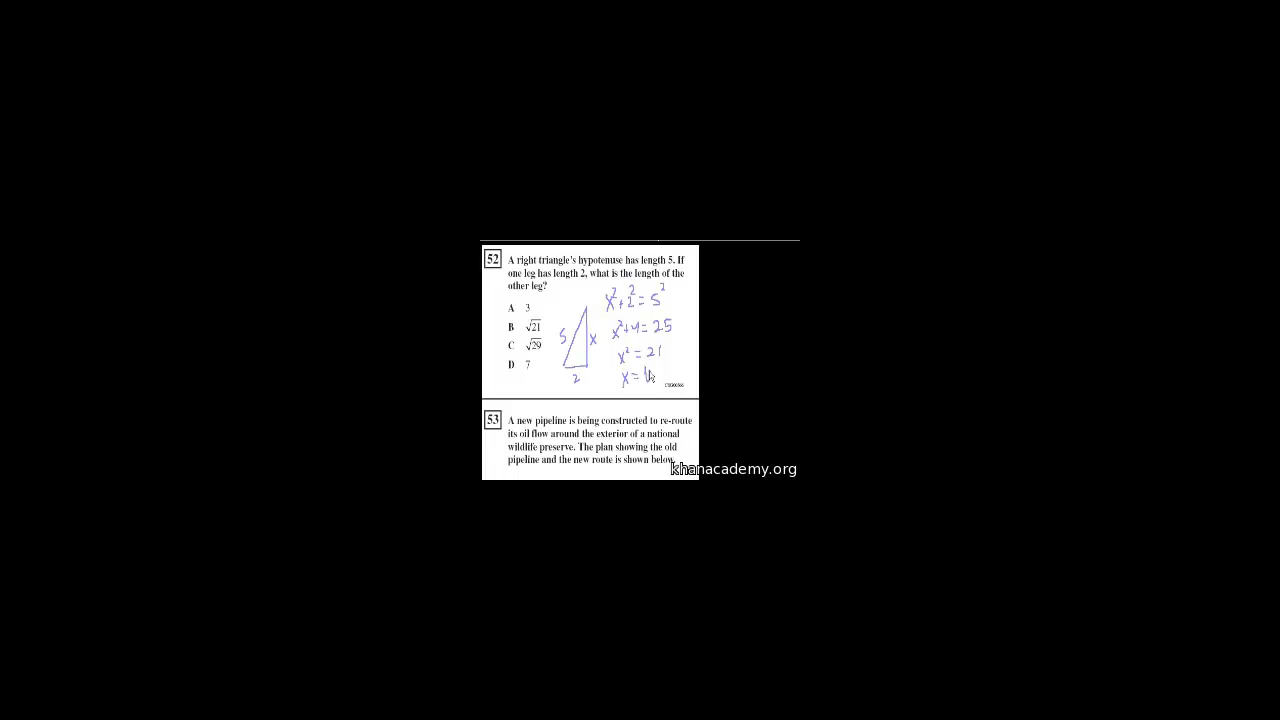 52 A right triangle's hypotenuse has length 5. If
one leg has length 2, what is the length of the
other leg?
A 3
B √21
C √29
D 7
5
x
2
x² + 2² = 5²
x² + 4 = 25
x² = 21
x =
53 A new pipeline is being constructed to re-route
its oil flow around the exterior of a national
wildlife preserve. The plan showing the old
pipeline and the new route is shown below.
khanacademy.org